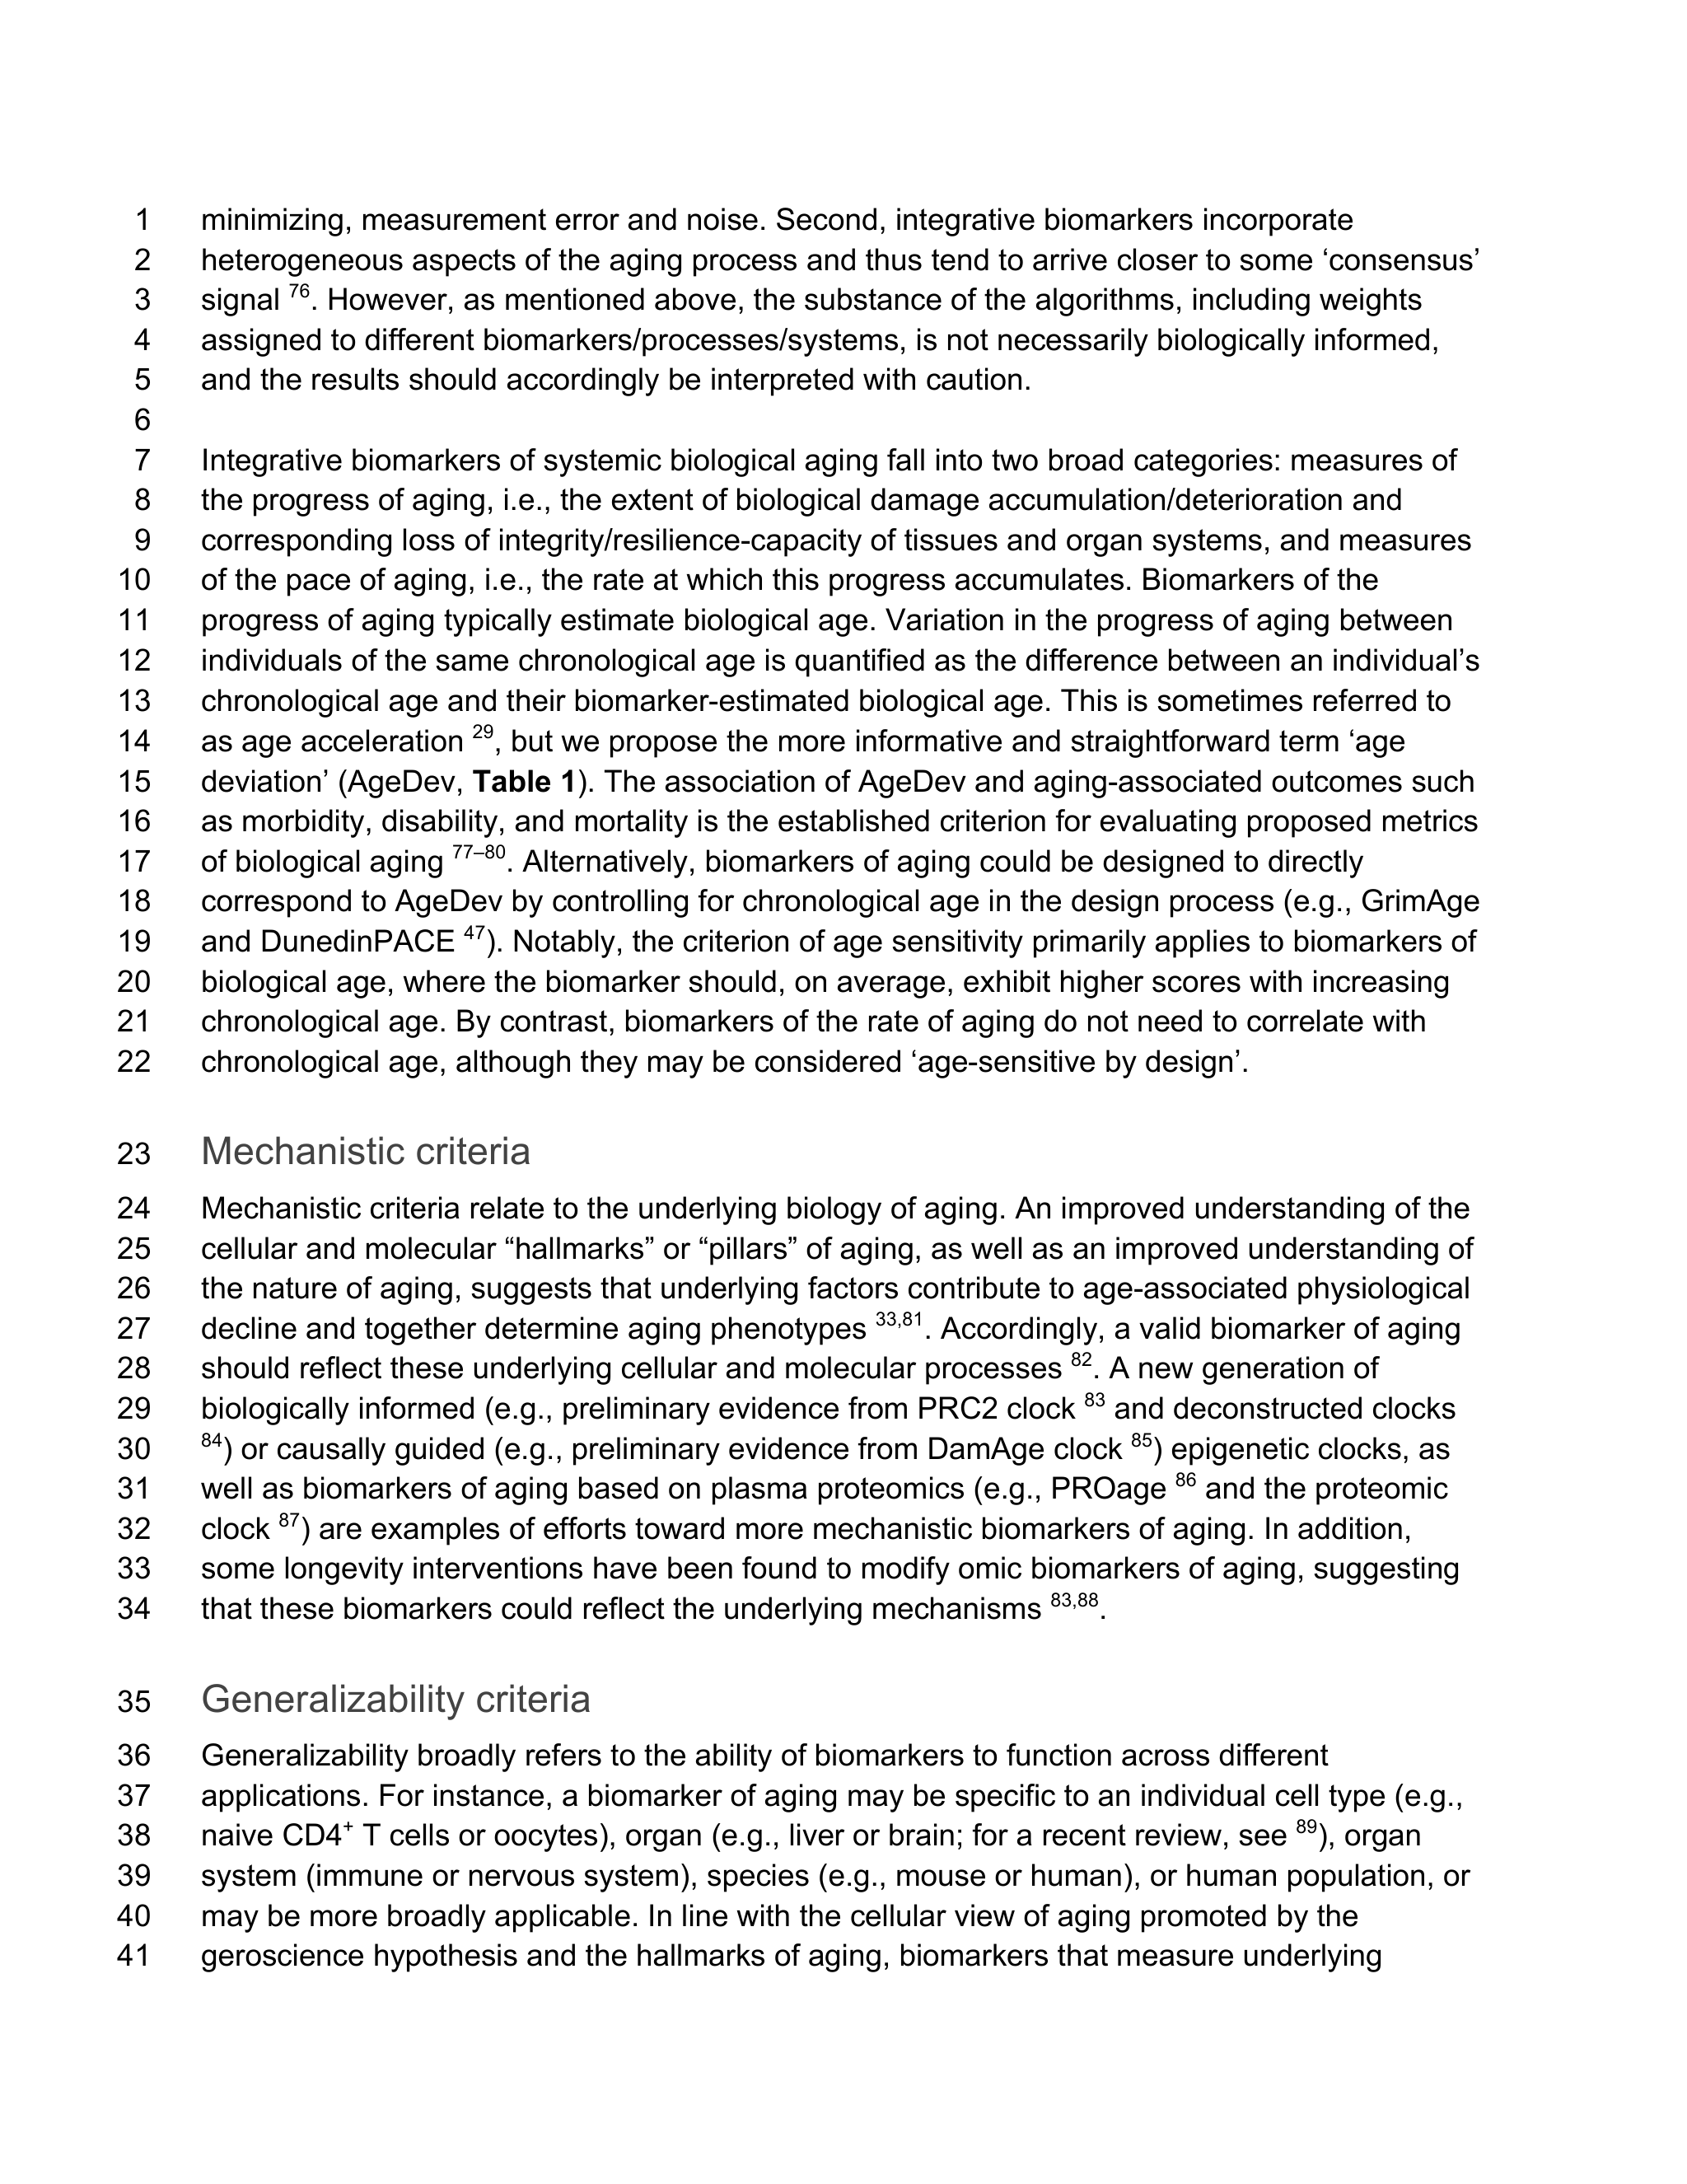 1 minimizing, measurement error and noise. Second, integrative biomarkers incorporate
2 heterogeneous aspects of the aging process and thus tend to arrive closer to some ‘consensus’
3 signal 76. However, as mentioned above, the substance of the algorithms, including weights
4 assigned to different biomarkers/processes/systems, is not necessarily biologically informed,
5 and the results should accordingly be interpreted with caution.
6
7 Integrative biomarkers of systemic biological aging fall into two broad categories: measures of
8 the progress of aging, i.e., the extent of biological damage accumulation/deterioration and
9 corresponding loss of integrity/resilience-capacity of tissues and organ systems, and measures
10 of the pace of aging, i.e., the rate at which this progress accumulates. Biomarkers of the
11 progress of aging typically estimate biological age. Variation in the progress of aging between
12 individuals of the same chronological age is quantified as the difference between an individual’s
13 chronological age and their biomarker-estimated biological age. This is sometimes referred to
14 as age acceleration 29, but we propose the more informative and straightforward term ‘age
15 deviation’ (AgeDev, Table 1). The association of AgeDev and aging-associated outcomes such
16 as morbidity, disability, and mortality is the established criterion for evaluating proposed metrics
17 of biological aging 77–80. Alternatively, biomarkers of aging could be designed to directly
18 correspond to AgeDev by controlling for chronological age in the design process (e.g., GrimAge
19 and DunedinPACE 47). Notably, the criterion of age sensitivity primarily applies to biomarkers of
20 biological age, where the biomarker should, on average, exhibit higher scores with increasing
21 chronological age. By contrast, biomarkers of the rate of aging do not need to correlate with
22 chronological age, although they may be considered ‘age-sensitive by design’.
23 Mechanistic criteria
24 Mechanistic criteria relate to the underlying biology of aging. An improved understanding of the
25 cellular and molecular “hallmarks” or “pillars” of aging, as well as an improved understanding of
26 the nature of aging, suggests that underlying factors contribute to age-associated physiological
27 decline and together determine aging phenotypes 33,81. Accordingly, a valid biomarker of aging
28 should reflect these underlying cellular and molecular processes 82. A new generation of
29 biologically informed (e.g., preliminary evidence from PRC2 clock 83 and deconstructed clocks
30 84) or causally guided (e.g., preliminary evidence from DamAge clock 85) epigenetic clocks, as
31 well as biomarkers of aging based on plasma proteomics (e.g., PROage 86 and the proteomic
32 clock 87) are examples of efforts toward more mechanistic biomarkers of aging. In addition,
33 some longevity interventions have been found to modify omic biomarkers of aging, suggesting
34 that these biomarkers could reflect the underlying mechanisms 83,88.
35 Generalizability criteria
36 Generalizability broadly refers to the ability of biomarkers to function across different
37 applications. For instance, a biomarker of aging may be specific to an individual cell type (e.g.,
38 naive CD4+ T cells or oocytes), organ (e.g., liver or brain; for a recent review, see 89), organ
39 system (immune or nervous system), species (e.g., mouse or human), or human population, or
40 may be more broadly applicable. In line with the cellular view of aging promoted by the
41 geroscience hypothesis and the hallmarks of aging, biomarkers that measure underlying